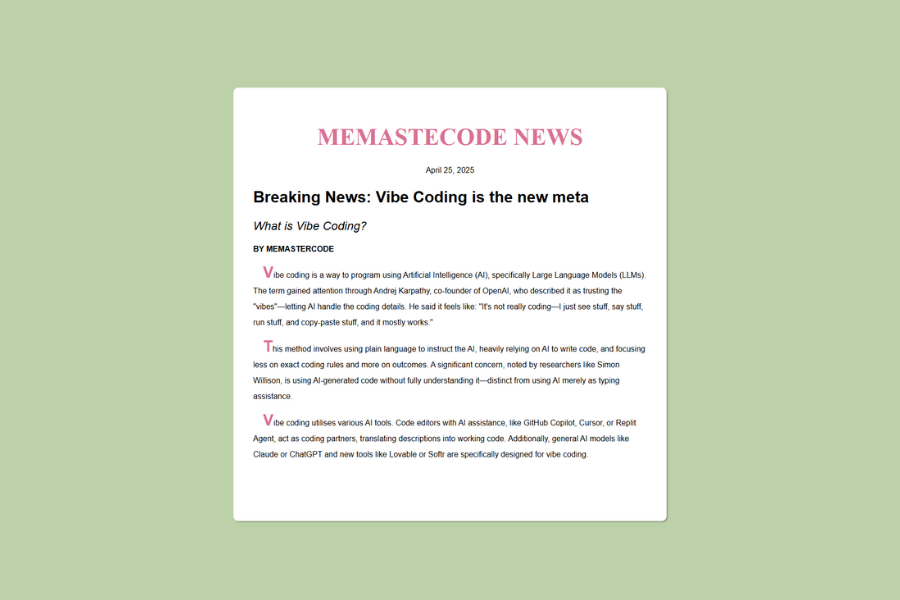 MEMASTECODE NEWS
April 25, 2025
Breaking News: Vibe Coding is the new meta
What is Vibe Coding?
BY MEMASTERCODE
Vibe coding is a way to program using Artificial Intelligence (AI), specifically Large Language Models (LLMs).
The term gained attention through Andrej Karpathy, co-founder of OpenAI, who described it as trusting the
"vibes"—letting AI handle the coding details. He said it feels like: "It's not really coding—I just see stuff, say stuff,
run stuff, and copy-paste stuff, and it mostly works."
This method involves using plain language to instruct the AI, heavily relying on AI to write code, and focusing
less on exact coding rules and more on outcomes. A significant concern, noted by researchers like Simon
Willison, is using AI-generated code without fully understanding it—distinct from using AI merely as typing
assistance.
Vibe coding utilises various AI tools. Code editors with AI assistance, like GitHub Copilot, Cursor, or Replit
Agent, act as coding partners, translating descriptions into working code. Additionally, general AI models like
Claude or ChatGPT and new tools like Lovable or Softr are specifically designed for vibe coding.